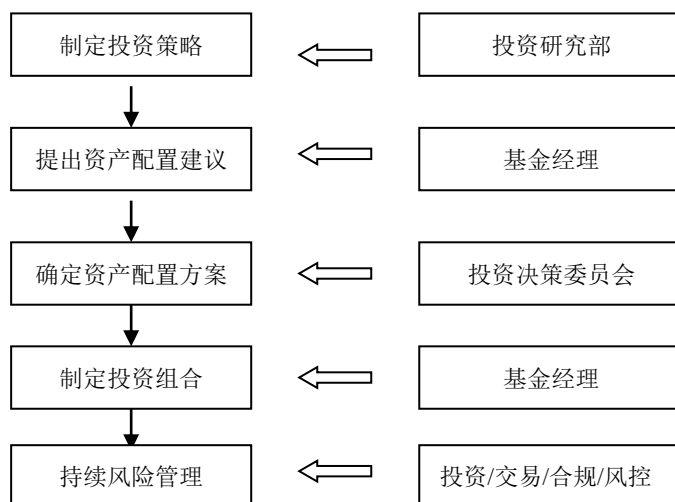 制定投资策略
投资研究部
提出资产配置建议
基金经理
确定资产配置方案
投资决策委员会
制定投资组合
基金经理
持续风险管理
投资/交易/合规/风控